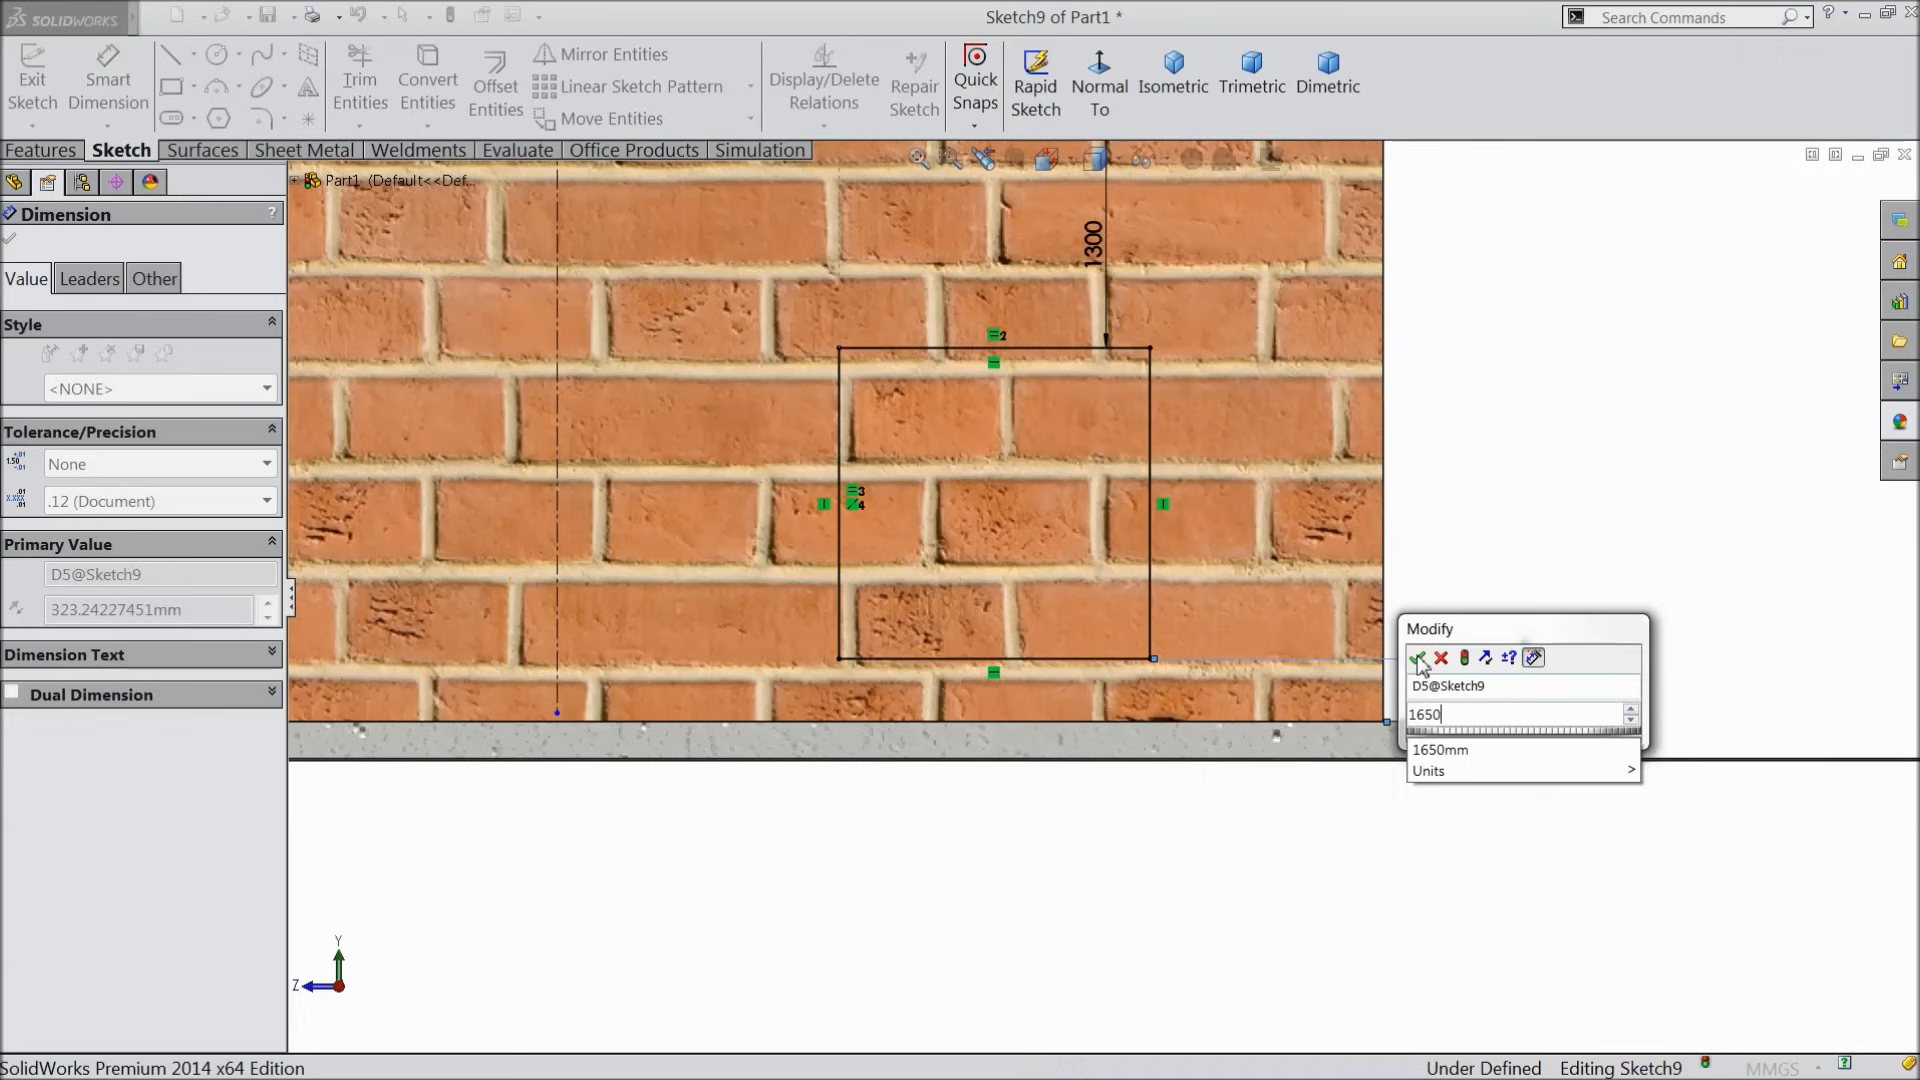 SOLIDWORKS
Sketch9 of Part1 *
Search Commands
Exit Sketch
Smart Dimension
Trim Entities
Convert Entities
Offset Entities
Mirror Entities
Linear Sketch Pattern
Move Entities
Display/Delete Relations
Repair Sketch
Quick Snaps
Rapid Sketch
Normal To
Isometric
Trimetric
Dimetric
Features
Sketch
Surfaces
Sheet Metal
Weldments
Evaluate
Office Products
Simulation
Part1 (Default<<Def...
Dimension
?
Value
Leaders
Other
Style
<NONE>
Tolerance/Precision
None
.12 (Document)
Primary Value
D5@Sketch9
323.24227451mm
Dimension Text
Dual Dimension
1300
2
3
4
Modify
D5@Sketch9
1650
1650mm
Units >
Y
Z
SolidWorks Premium 2014 x64 Edition
Under Defined
Editing Sketch9
MMGS